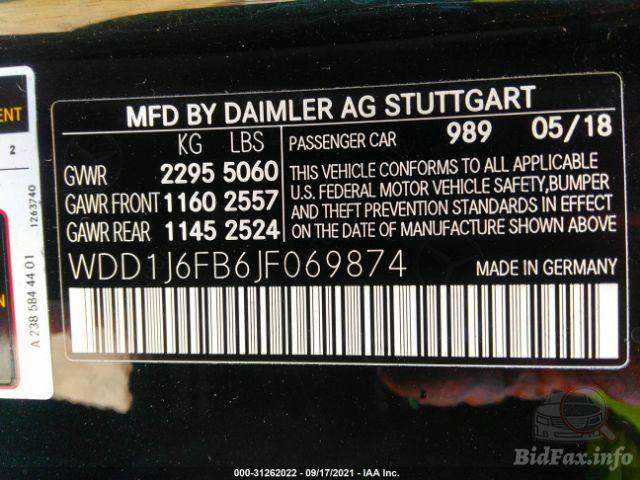 MFD BY DAIMLER AG STUTTGART
KG LBS
PASSENGER CAR 989 05/18
GVWR 2295 5060
GAWR FRONT 1160 2557
GAWR REAR 1145 2524
THIS VEHICLE CONFORMS TO ALL APPLICABLE
U.S. FEDERAL MOTOR VEHICLE SAFETY,BUMPER
AND THEFT PREVENTION STANDARDS IN EFFECT
ON THE DATE OF MANUFACTURE SHOWN ABOVE.
WDD1J6FB6JF069874
MADE IN GERMANY
ENT
2
1263740
A 238 584 44 01
000-31262022 - 09/17/2021 - IAA Inc.
BidFax.info